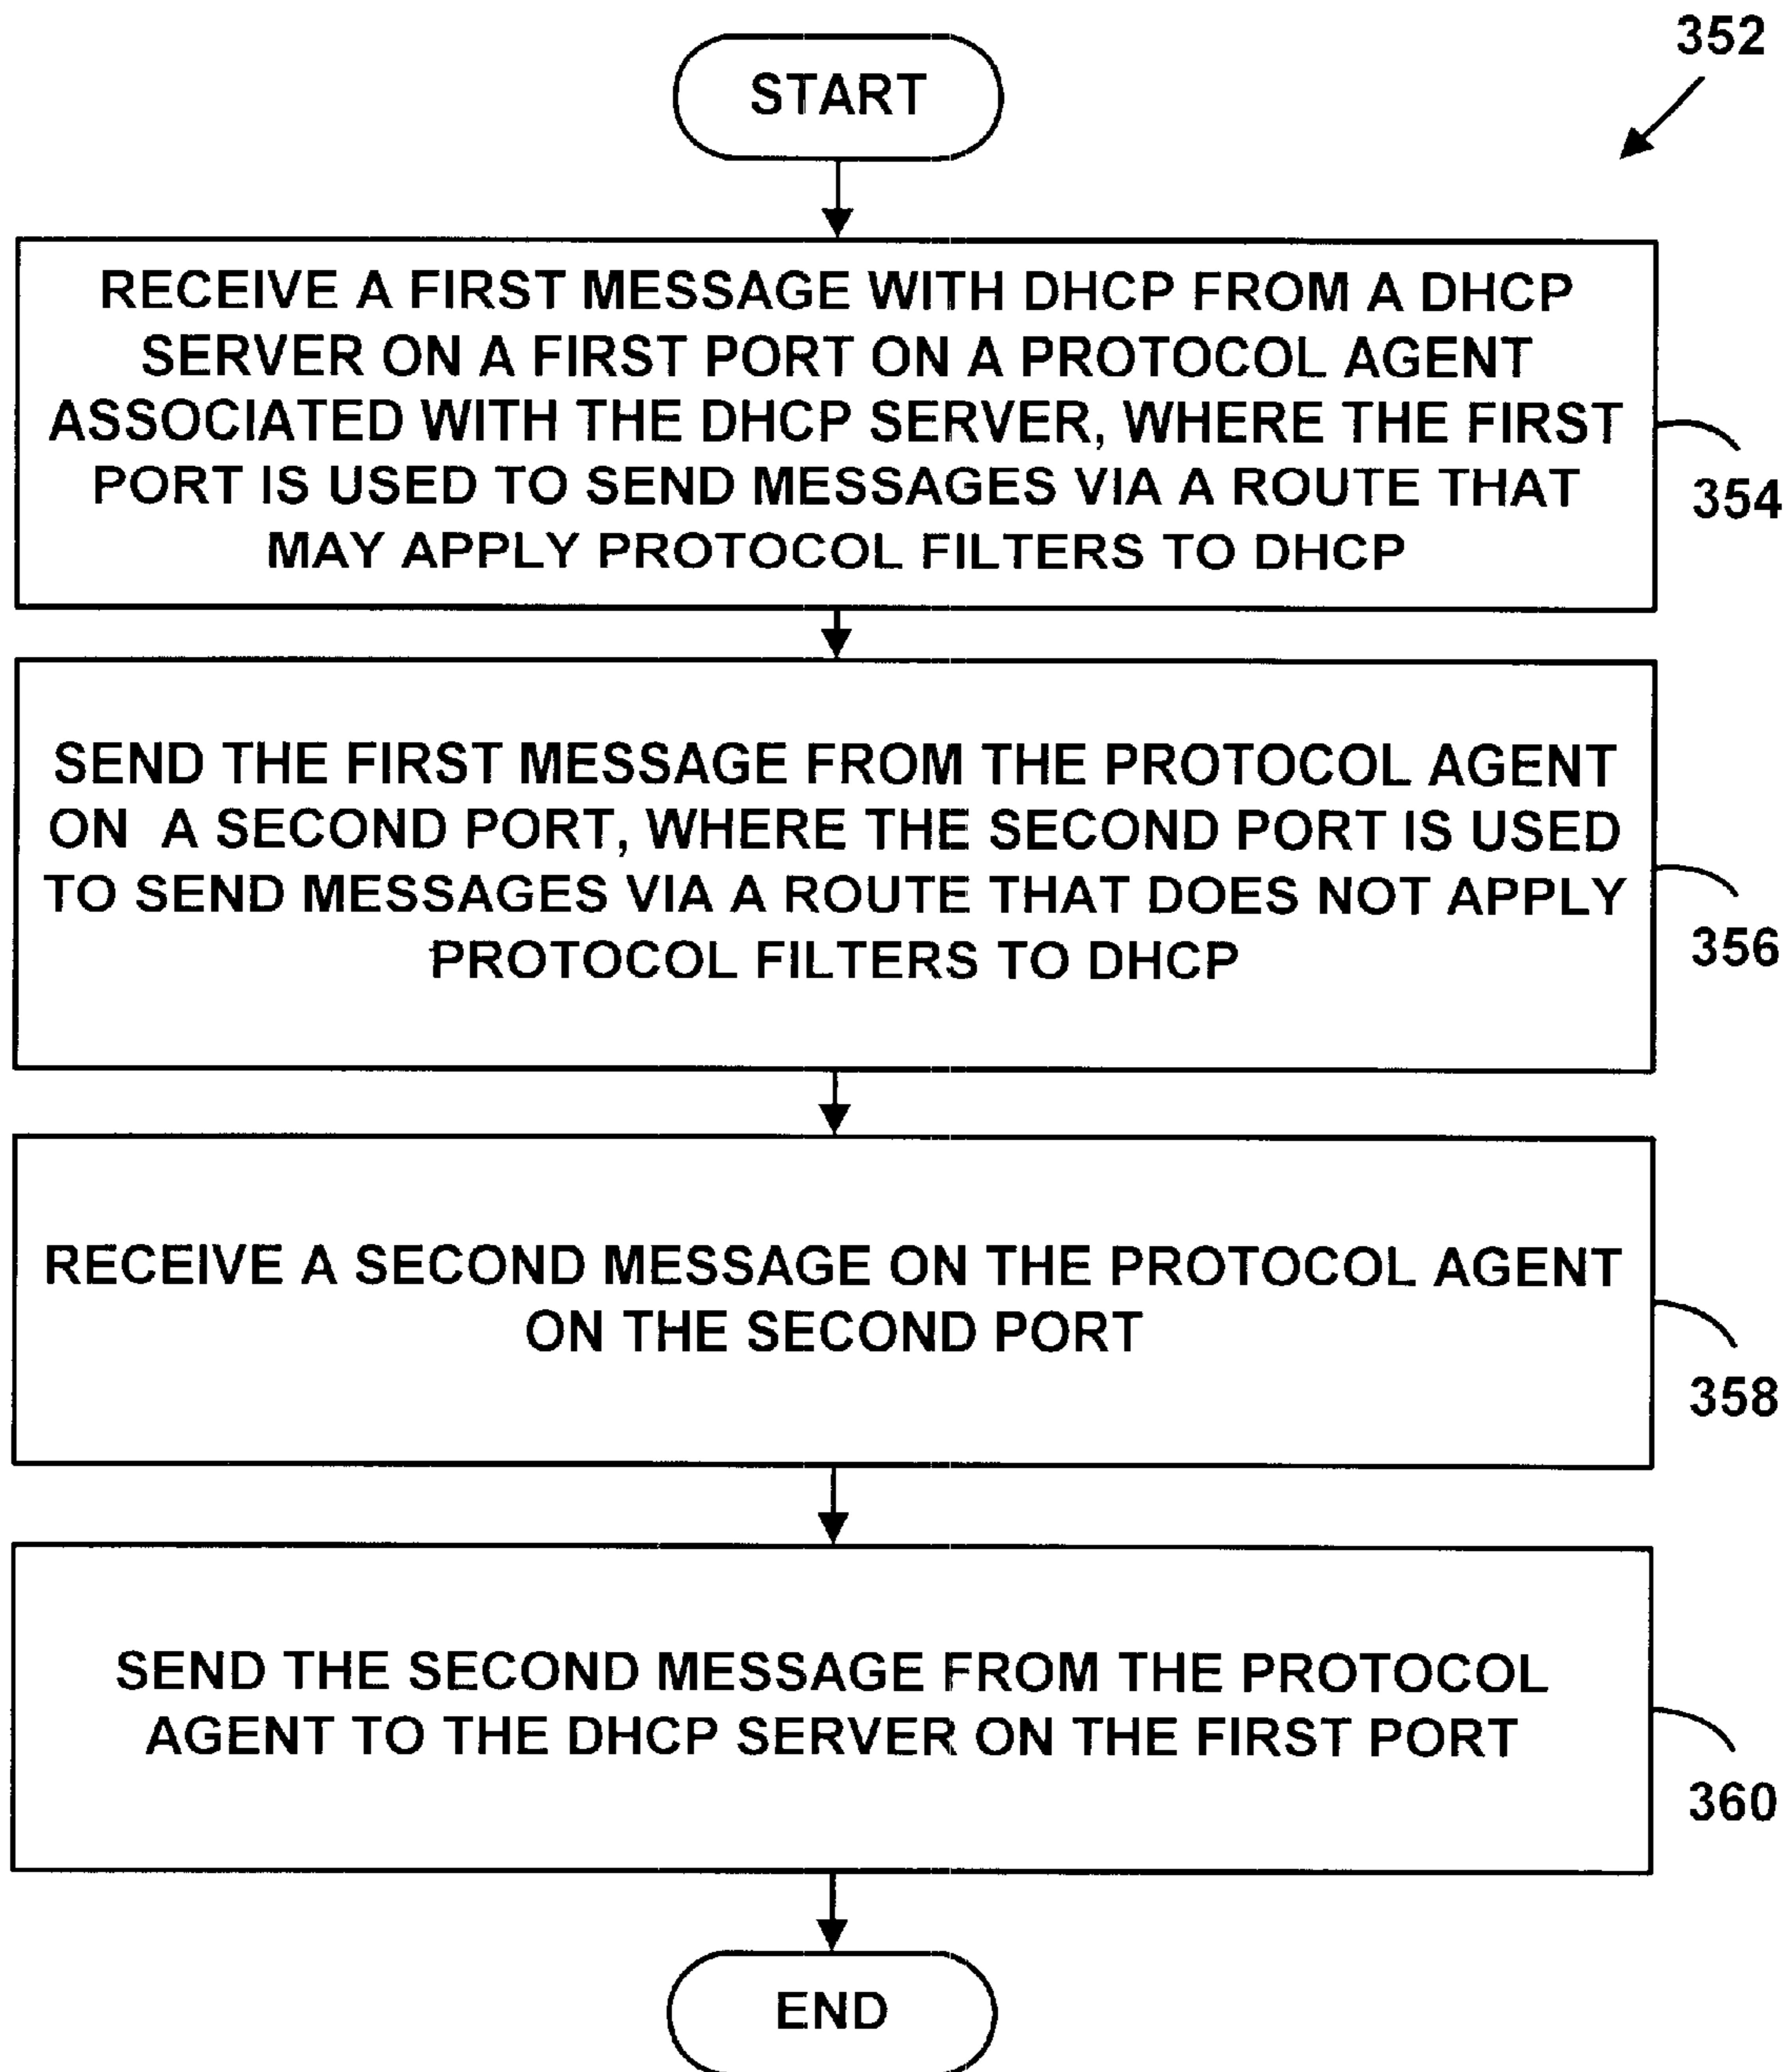 352
START
RECEIVE A FIRST MESSAGE WITH DHCP FROM A DHCP
SERVER ON A FIRST PORT ON A PROTOCOL AGENT
ASSOCIATED WITH THE DHCP SERVER, WHERE THE FIRST
PORT IS USED TO SEND MESSAGES VIA A ROUTE THAT
MAY APPLY PROTOCOL FILTERS TO DHCP
354
SEND THE FIRST MESSAGE FROM THE PROTOCOL AGENT
ON A SECOND PORT, WHERE THE SECOND PORT IS USED
TO SEND MESSAGES VIA A ROUTE THAT DOES NOT APPLY
PROTOCOL FILTERS TO DHCP
356
RECEIVE A SECOND MESSAGE ON THE PROTOCOL AGENT
ON THE SECOND PORT
358
SEND THE SECOND MESSAGE FROM THE PROTOCOL
AGENT TO THE DHCP SERVER ON THE FIRST PORT
360
END